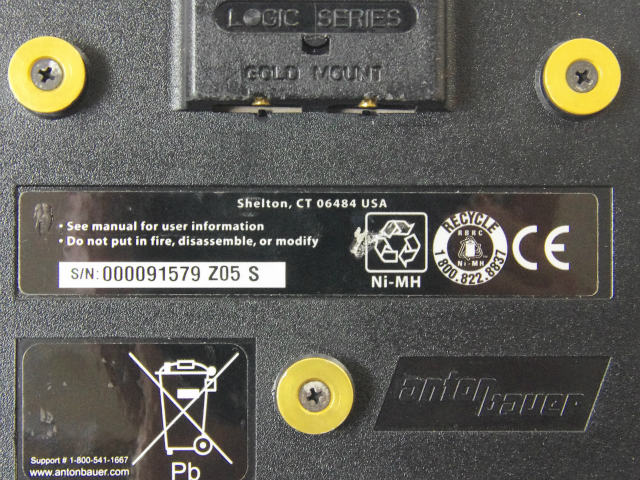 LOGIC SERIES
GOLD MOUNT
Shelton, CT 06484 USA
• See manual for user information
• Do not put in fire, disassemble, or modify
S/N: 000091579 Z05 S
Ni-MH
RECYCLE
RBRC
Ni-MH
1.800.822.8837
CE
Support # 1-800-541-1667
www.antonbauer.com
Pb
anton bauer